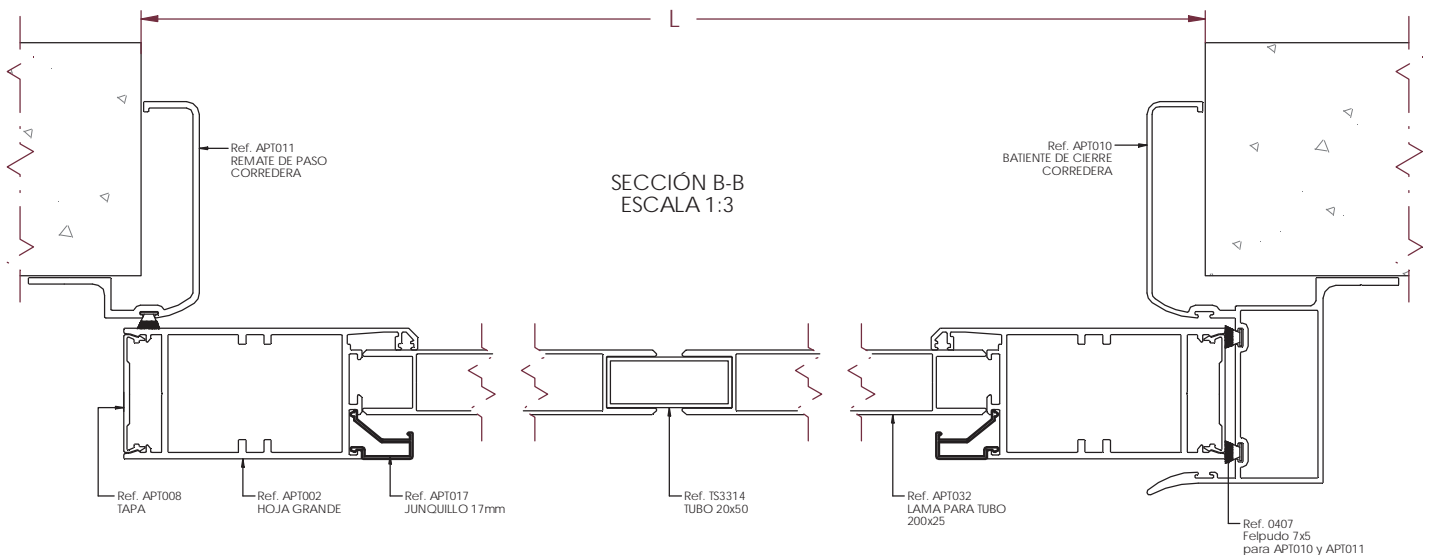 L
Ref. APT011
REMATE DE PASO
CORREDERA
Ref. APT010
BATIENTE DE CIERRE
CORREDERA
SECCIÓN B-B
ESCALA 1:3
Ref. APT008
TAPA
Ref. APT002
HOJA GRANDE
Ref. APT017
JUNQUILLO 17mm
Ref. TS3314
TUBO 20x50
Ref. APT032
LAMA PARA TUBO
200x25
Ref. 0407
Felpudo 7x5
para APT010 y APT011